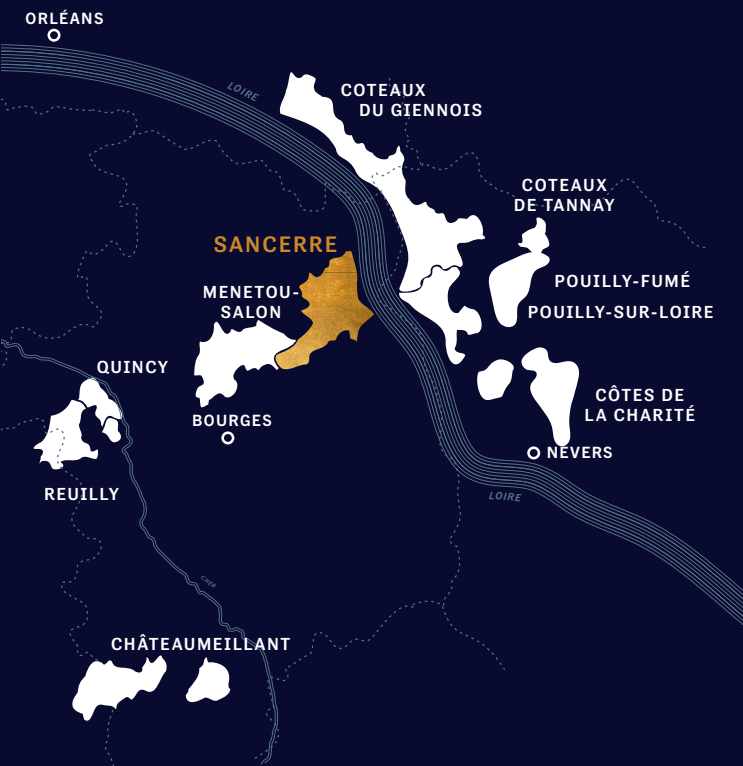 ORLÉANS
LOIRE
COTEAUX
DU GIENNOIS
COTEAUX
DE TANNAY
SANCERRE
MENETOU-
SALON
POUILLY-FUMÉ
POUILLY-SUR-LOIRE
QUINCY
CÔTES DE
LA CHARITÉ
BOURGES
NEVERS
REUILLY
LOIRE
CHER
CHÂTEAUMEILLANT